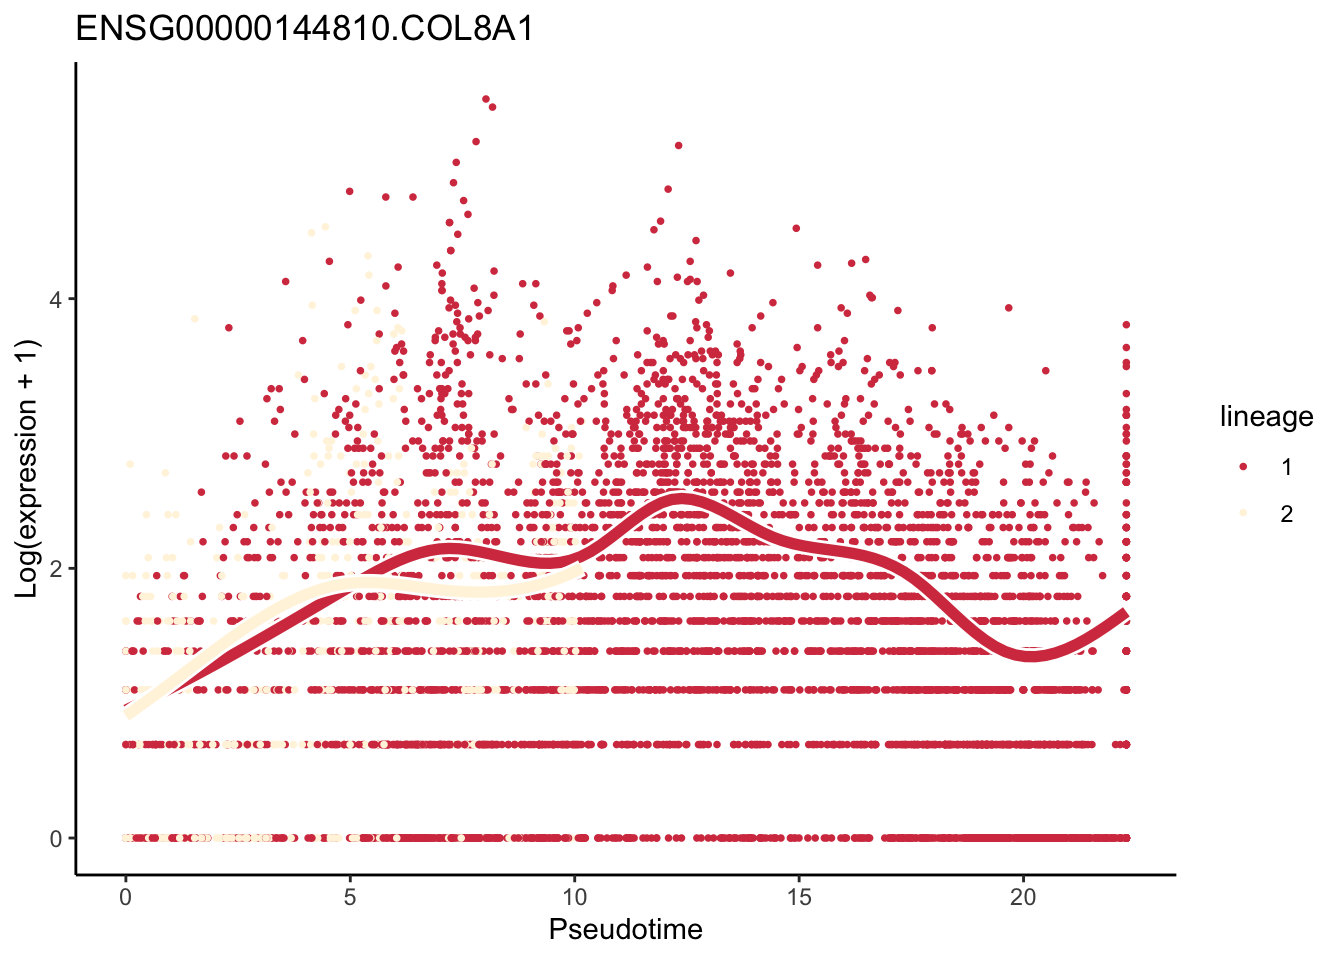 ENSG00000144810.COL8A1
Log(expression + 1)
4
2
0
0 5 10 15 20
Pseudotime
lineage
1
2